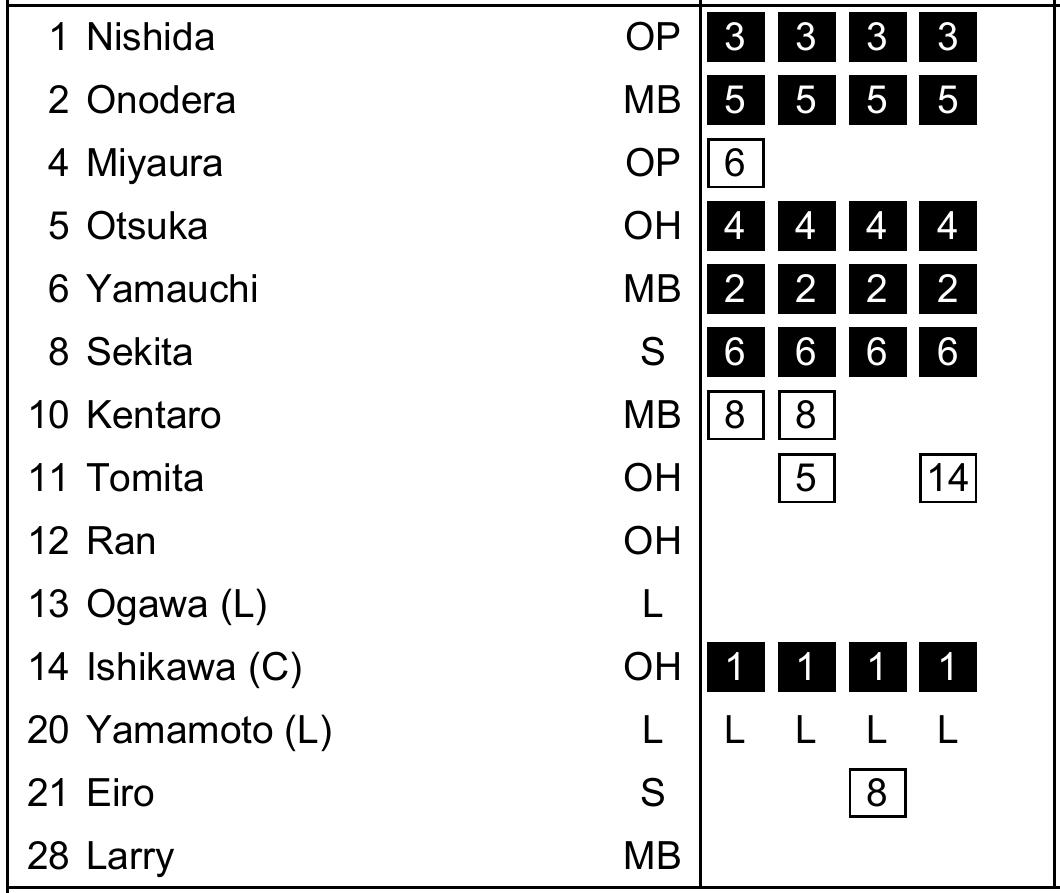 1 Nishida OP 3 3 3 3
2 Onodera MB 5 5 5 5
4 Miyaura OP 6
5 Otsuka OH 4 4 4 4
6 Yamauchi MB 2 2 2 2
8 Sekita S 6 6 6 6
10 Kentaro MB 8 8
11 Tomita OH 5 14
12 Ran OH
13 Ogawa (L) L
14 Ishikawa (C) OH 1 1 1 1
20 Yamamoto (L) L L L L L
21 Eiro S 8
28 Larry MB